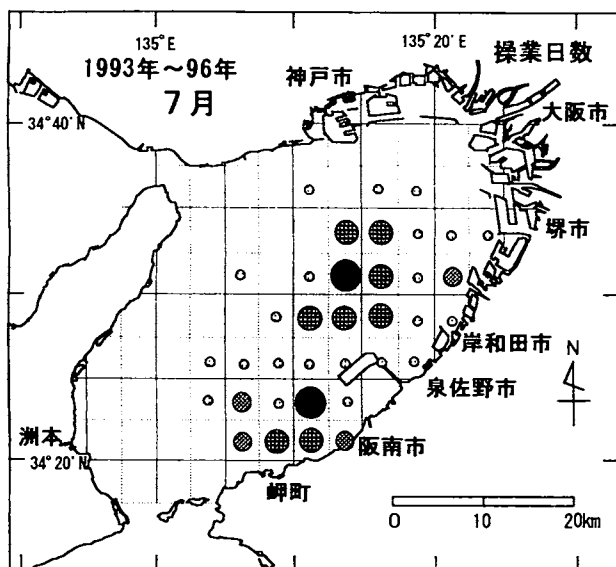 135°E
135°20'E
操業日数
1993年～96年
7月
神戸市
34°40'N
大阪市
堺市
岸和田市
N
泉佐野市
洲本
34°20'N
阪南市
岬町
0 10 20km